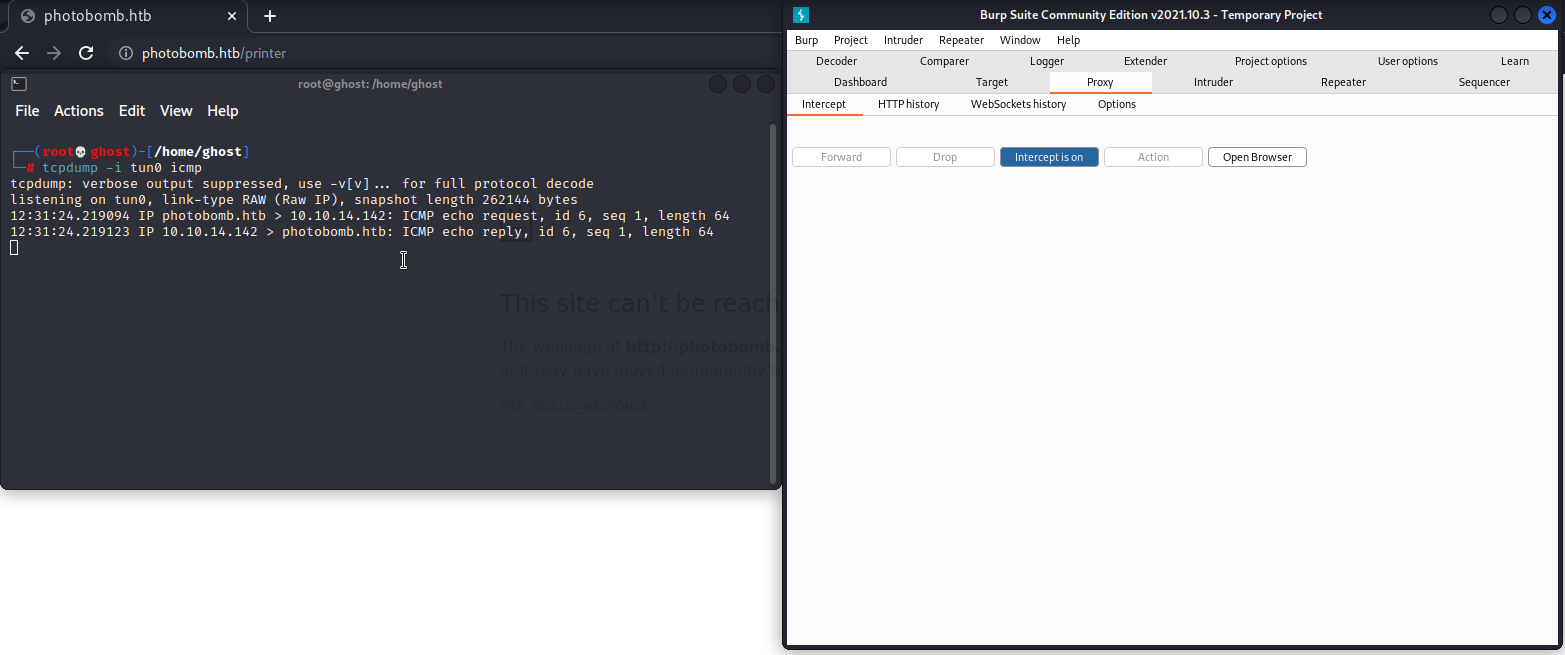 photobomb.htb
photobomb.htb/printer
root@ghost: /home/ghost
File Actions Edit View Help
(root💀ghost)-[/home/ghost]
# tcpdump -i tun0 icmp
tcpdump: verbose output suppressed, use -v[v]... for full protocol decode
listening on tun0, link-type RAW (Raw IP), snapshot length 262144 bytes
12:31:24.219094 IP photobomb.htb > 10.10.14.142: ICMP echo request, id 6, seq 1, length 64
12:31:24.219123 IP 10.10.14.142 > photobomb.htb: ICMP echo reply, id 6, seq 1, length 64
This site can't be reach
The webpage at http://photobomb.
or it may have moved permanently
ERR_INVALID_RESPONSE
Burp Suite Community Edition v2021.10.3 - Temporary Project
Burp Project Intruder Repeater Window Help
Decoder Comparer Logger Extender Project options User options Learn
Dashboard Target Proxy Intruder Repeater Sequencer
Intercept HTTP history WebSockets history Options
Forward Drop Intercept is on Action Open Browser